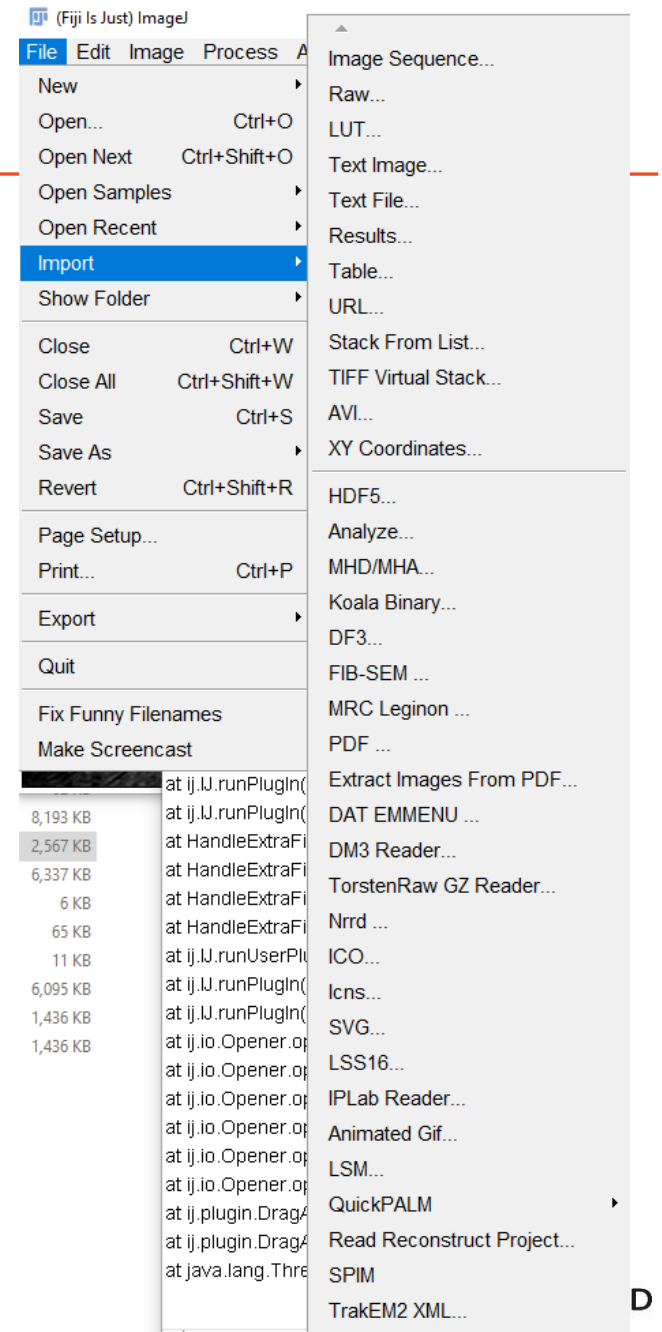 (Fiji Is Just) ImageJ
File Edit Image Process A
New
Open... Ctrl+O
Open Next Ctrl+Shift+O
Open Samples
Open Recent
Import
Show Folder
Close Ctrl+W
Close All Ctrl+Shift+W
Save Ctrl+S
Save As
Revert Ctrl+Shift+R
Page Setup...
Print... Ctrl+P
Export
Quit
Fix Funny Filenames
Make Screencast
Image Sequence...
Raw...
LUT...
Text Image...
Text File...
Results...
Table...
URL...
Stack From List...
TIFF Virtual Stack...
AVI...
XY Coordinates...
HDF5...
Analyze...
MHD/MHA...
Koala Binary...
DF3...
FIB-SEM ...
MRC Leginon ...
PDF ...
Extract Images From PDF...
DAT EMMENU ...
DM3 Reader...
TorstenRaw GZ Reader...
Nrrd ...
ICO...
Icns...
SVG...
LSS16...
IPLab Reader...
Animated Gif...
LSM...
QuickPALM
Read Reconstruct Project...
SPIM
TrakEM2 XML...
8,193 KB
2,567 KB
6,337 KB
6 KB
65 KB
11 KB
6,095 KB
1,436 KB
1,436 KB
at ij.IJ.runPlugIn(
at ij.IJ.runPlugIn(
at HandleExtraFi
at HandleExtraFi
at HandleExtraFi
at HandleExtraFi
at ij.IJ.runUserPlu
at ij.IJ.runPlugIn(
at ij.IJ.runPlugIn(
at ij.io.Opener.op
at ij.io.Opener.op
at ij.io.Opener.op
at ij.io.Opener.op
at ij.io.Opener.op
at ij.io.Opener.op
at ij.plugin.DragA
at ij.plugin.DragA
at java.lang.Thre
D